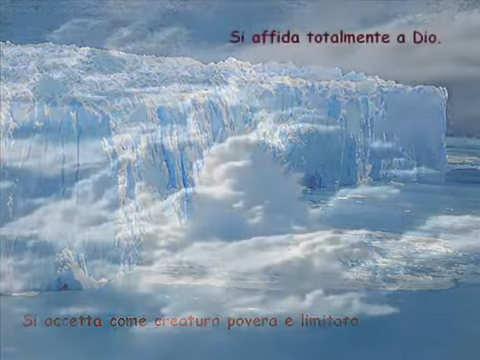 Si affida totalmente a Dio.
Si accetta come creatura povera e limitata